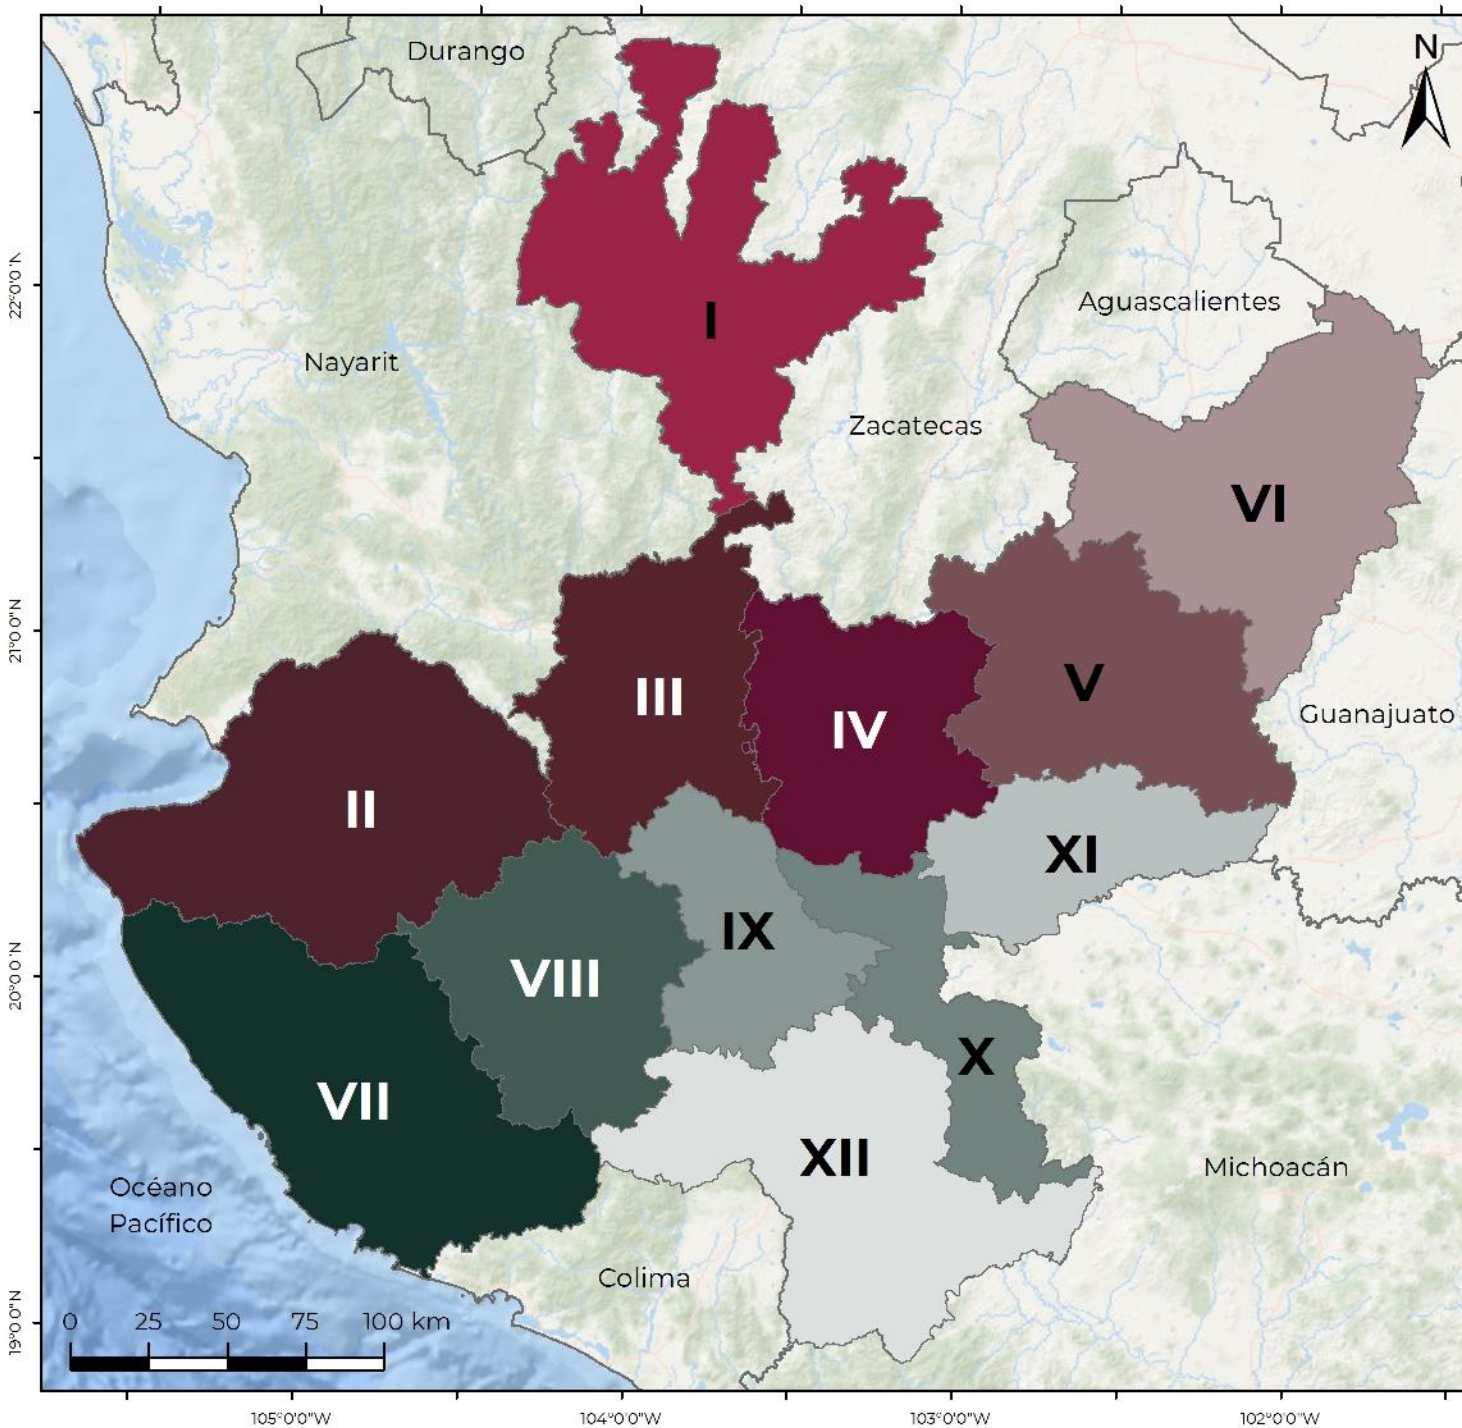 Durango
N
22°0'0"N
I
Aguascalientes
Nayarit
Zacatecas
VI
21°0'0"N
III
V
IV
Guanajuato
II
XI
IX
20°0'0"N
VIII
X
VII
XII
Michoacán
Océano
Pacífico
Colima
19°0'0"N
0 25 50 75 100 km
105°0'0"W 104°0'0"W 103°0'0"W 102°0'0"W